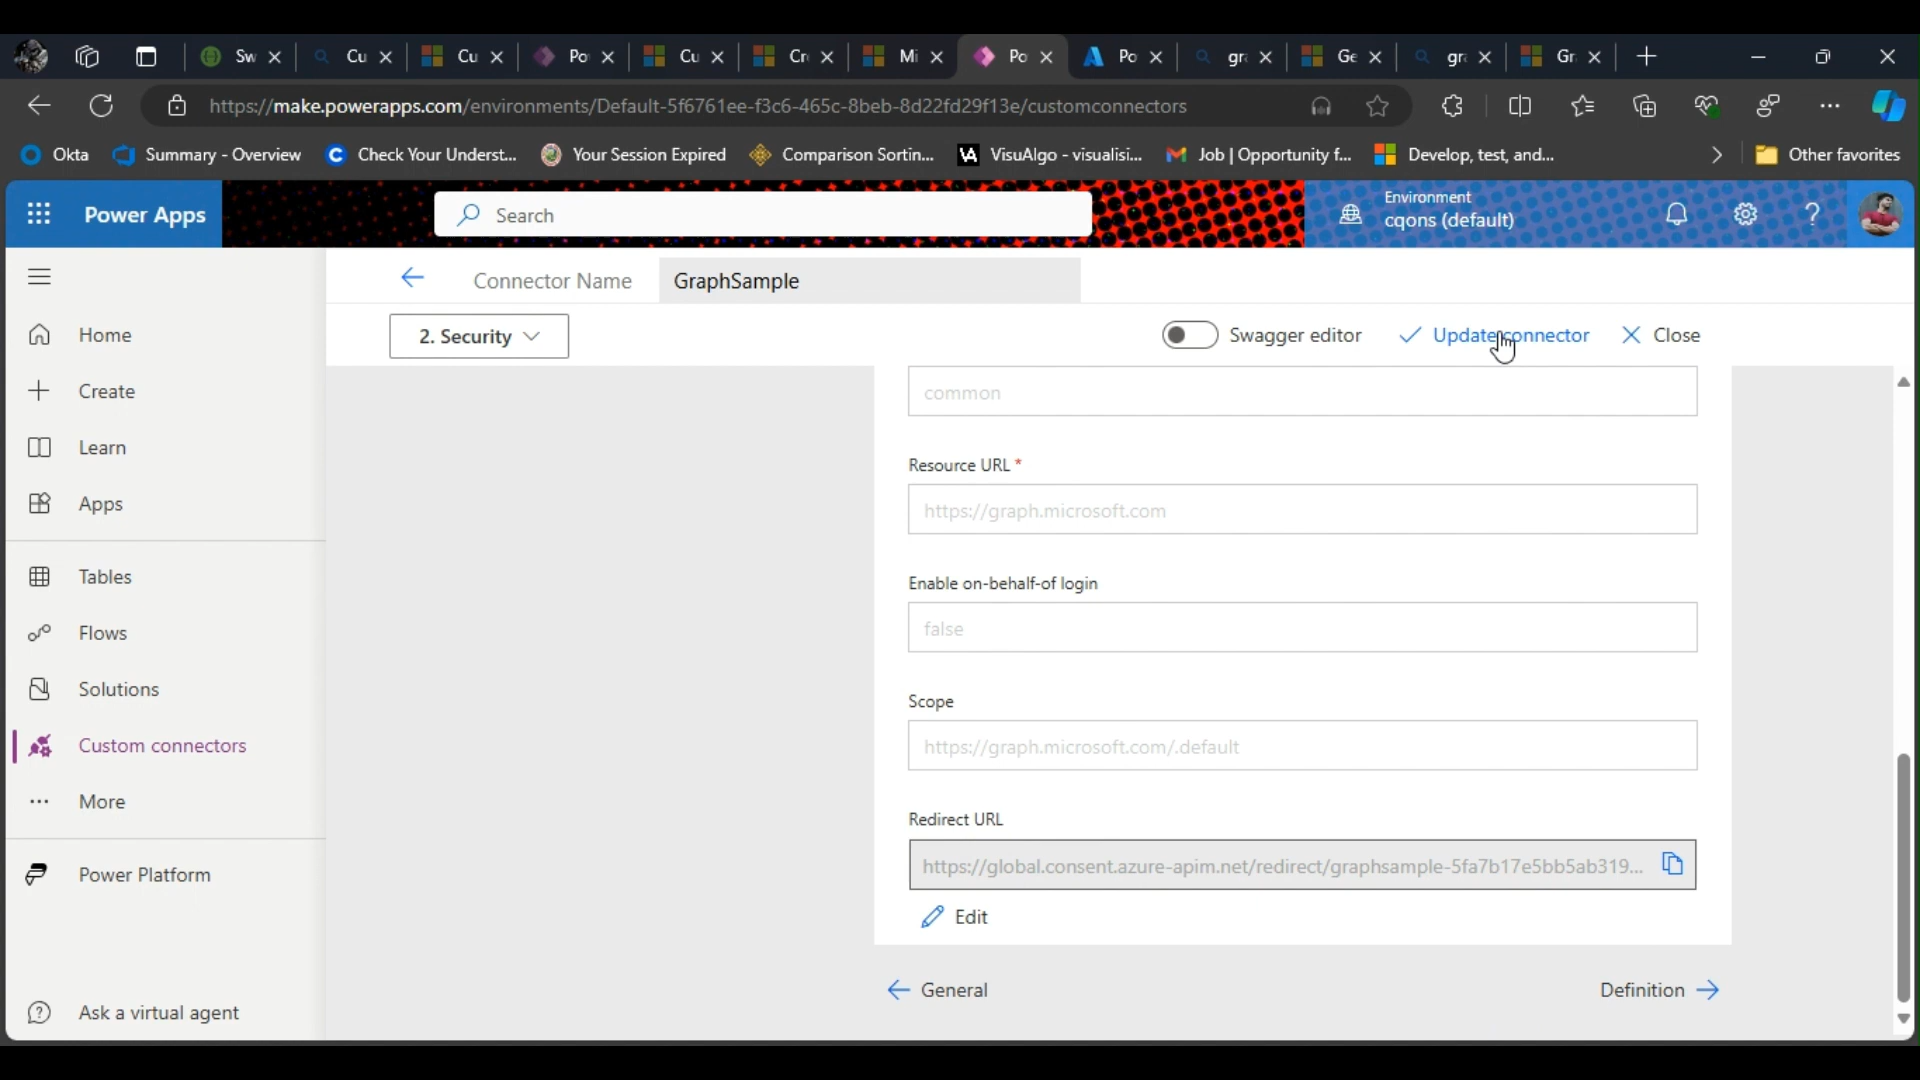 Sw
Cu
Cu
Po
Cu
Cr
Mi
Po
Po
gr
Ge
gr
Gr
https://make.powerapps.com/environments/Default-5f6761ee-f3c6-465c-8beb-8d22fd29f13e/customconnectors
Okta
Summary - Overview
Check Your Underst...
Your Session Expired
Comparison Sortin...
VisuAlgo - visualisi...
Job | Opportunity f...
Develop, test, and...
Other favorites
Power Apps
Search
Environment
cqons (default)
Connector Name
GraphSample
2. Security
Swagger editor
Update connector
Close
Home
Create
Learn
Apps
Tables
Flows
Solutions
Custom connectors
More
Power Platform
Ask a virtual agent
common
Resource URL *
https://graph.microsoft.com
Enable on-behalf-of login
false
Scope
https://graph.microsoft.com/.default
Redirect URL
https://global.consent.azure-apim.net/redirect/graphsample-5fa7b17e5bb5ab319...
Edit
General
Definition